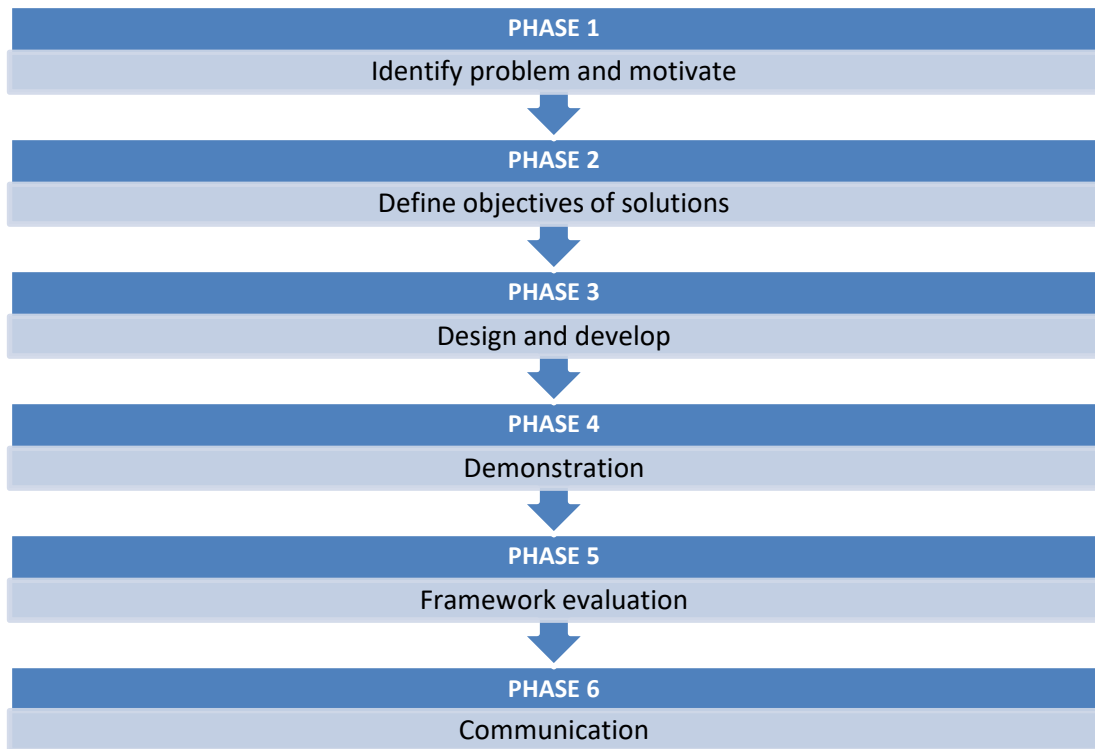 PHASE 1
Identify problem and motivate
PHASE 2
Define objectives of solutions
PHASE 3
Design and develop
PHASE 4
Demonstration
PHASE 5
Framework evaluation
PHASE 6
Communication